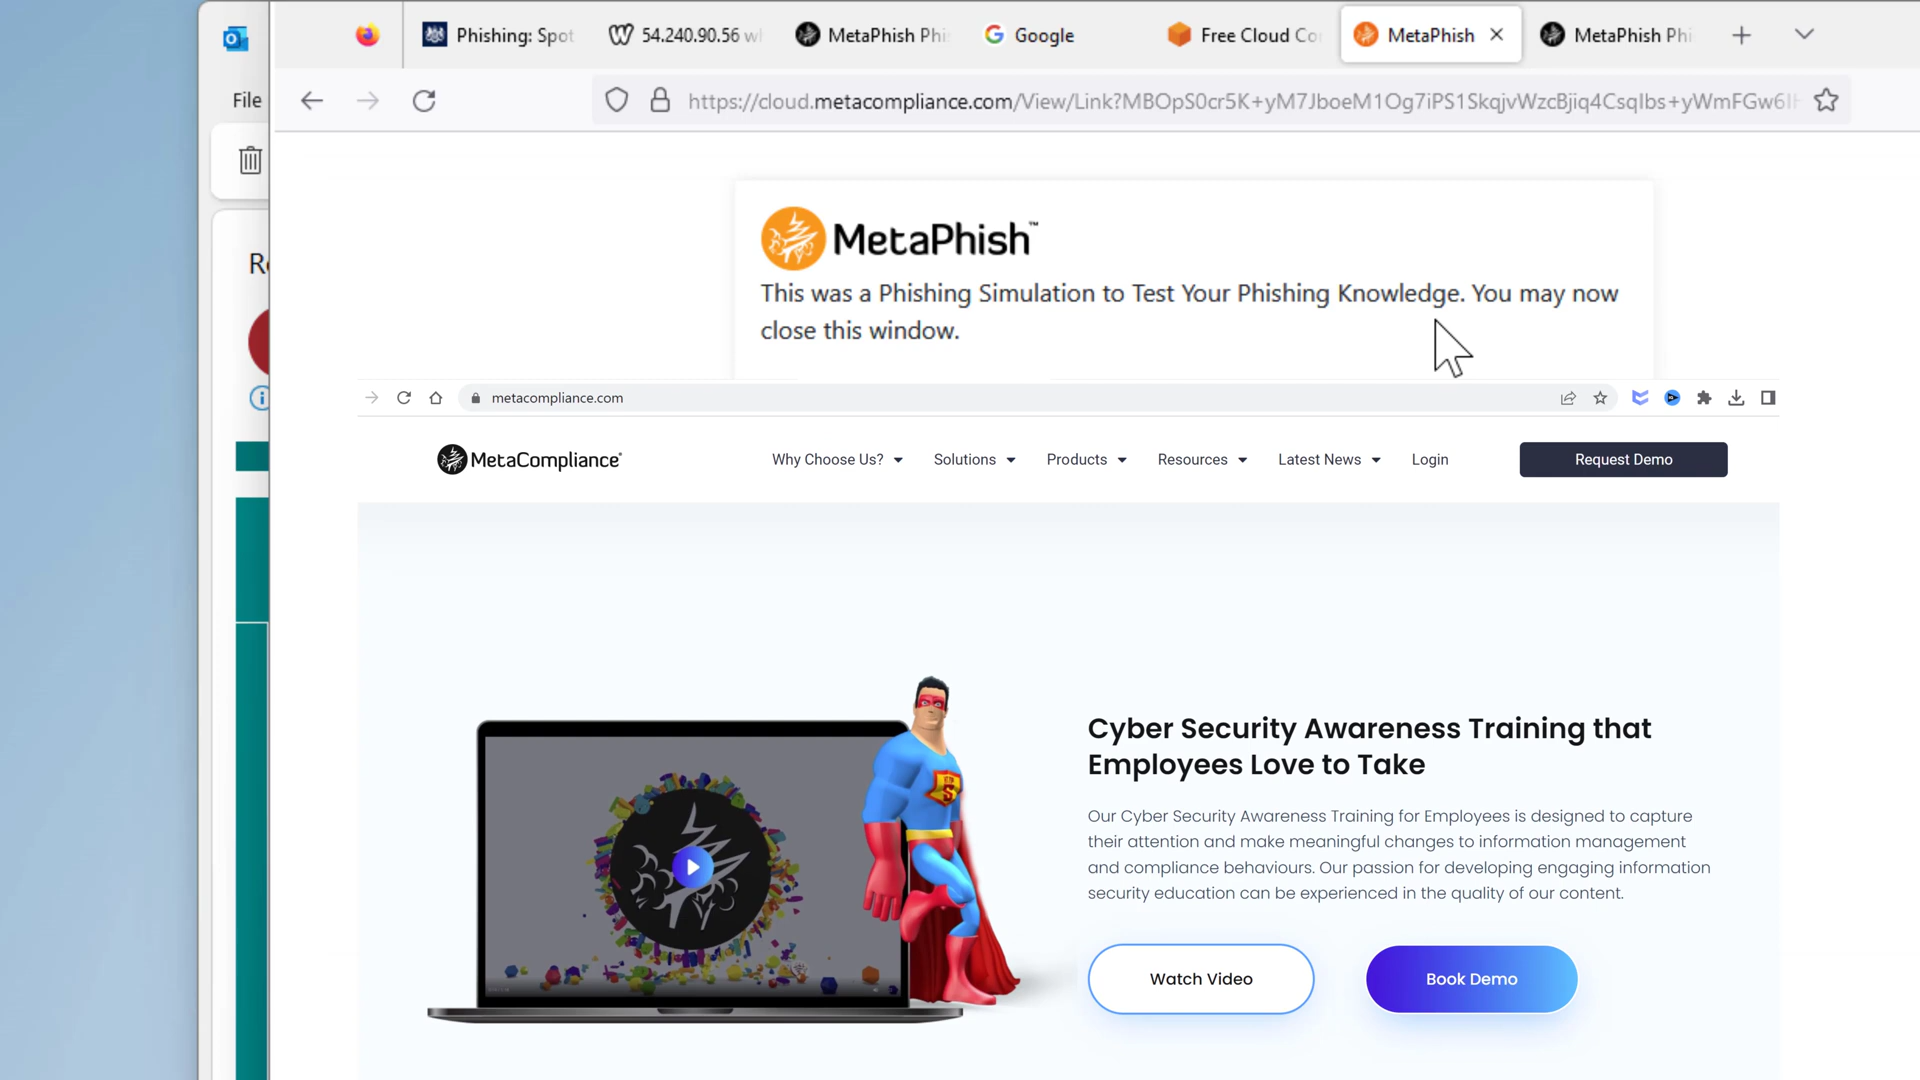 Phishing: Spot
54.240.90.56 w
MetaPhish Phi
Google
Free Cloud Co
MetaPhish
MetaPhish Phi
File
https://cloud.metacompliance.com/View/Link?MBOpS0cr5K+yM7JboeM1Og7iPS1SkqjvWzcBjiq4CsqIbs+yWmFGw6I
Re
MetaPhish™
This was a Phishing Simulation to Test Your Phishing Knowledge. You may now
close this window.
metacompliance.com
MetaCompliance®
Why Choose Us?
Solutions
Products
Resources
Latest News
Login
Request Demo
Cyber Security Awareness Training that
Employees Love to Take
Our Cyber Security Awareness Training for Employees is designed to capture
their attention and make meaningful changes to information management
and compliance behaviours. Our passion for developing engaging information
security education can be experienced in the quality of our content.
Watch Video
Book Demo